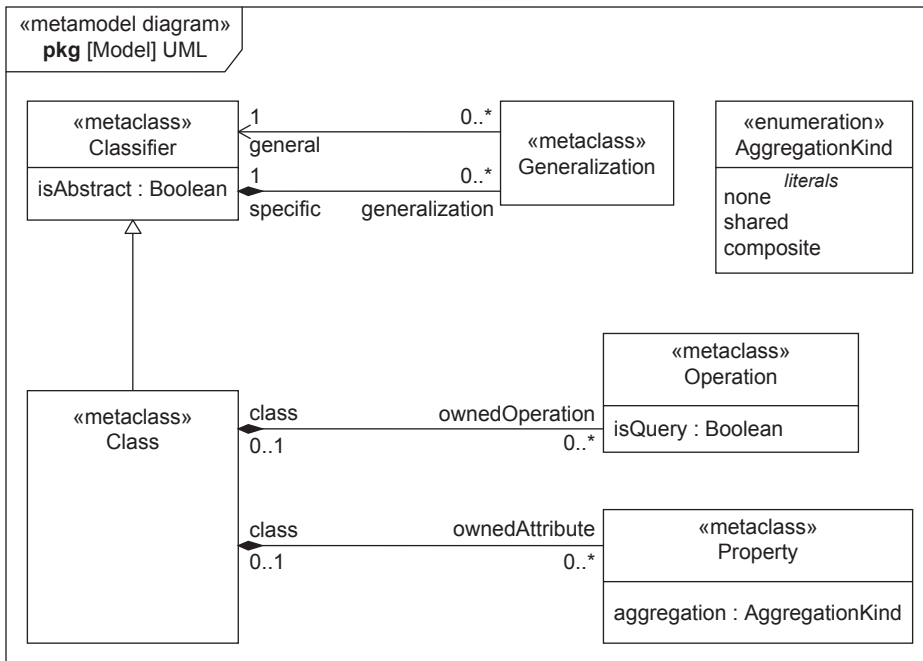 «metamodel diagram»
pkg [Model] UML
«metaclass»
Classifier
isAbstract : Boolean
1
0..*
general
1
0..*
specific
generalization
«metaclass»
Generalization
«enumeration»
AggregationKind
literals
none
shared
composite
«metaclass»
Class
class
ownedOperation
0..1
0..*
«metaclass»
Operation
isQuery : Boolean
class
ownedAttribute
0..1
0..*
«metaclass»
Property
aggregation : AggregationKind